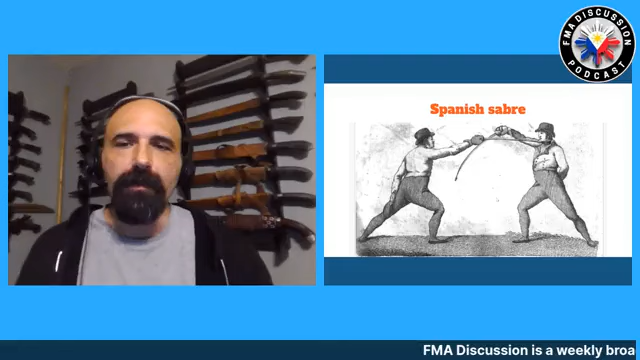 FMA DISCUSSION
PODCAST
Spanish sabre
FMA Discussion is a weekly broa